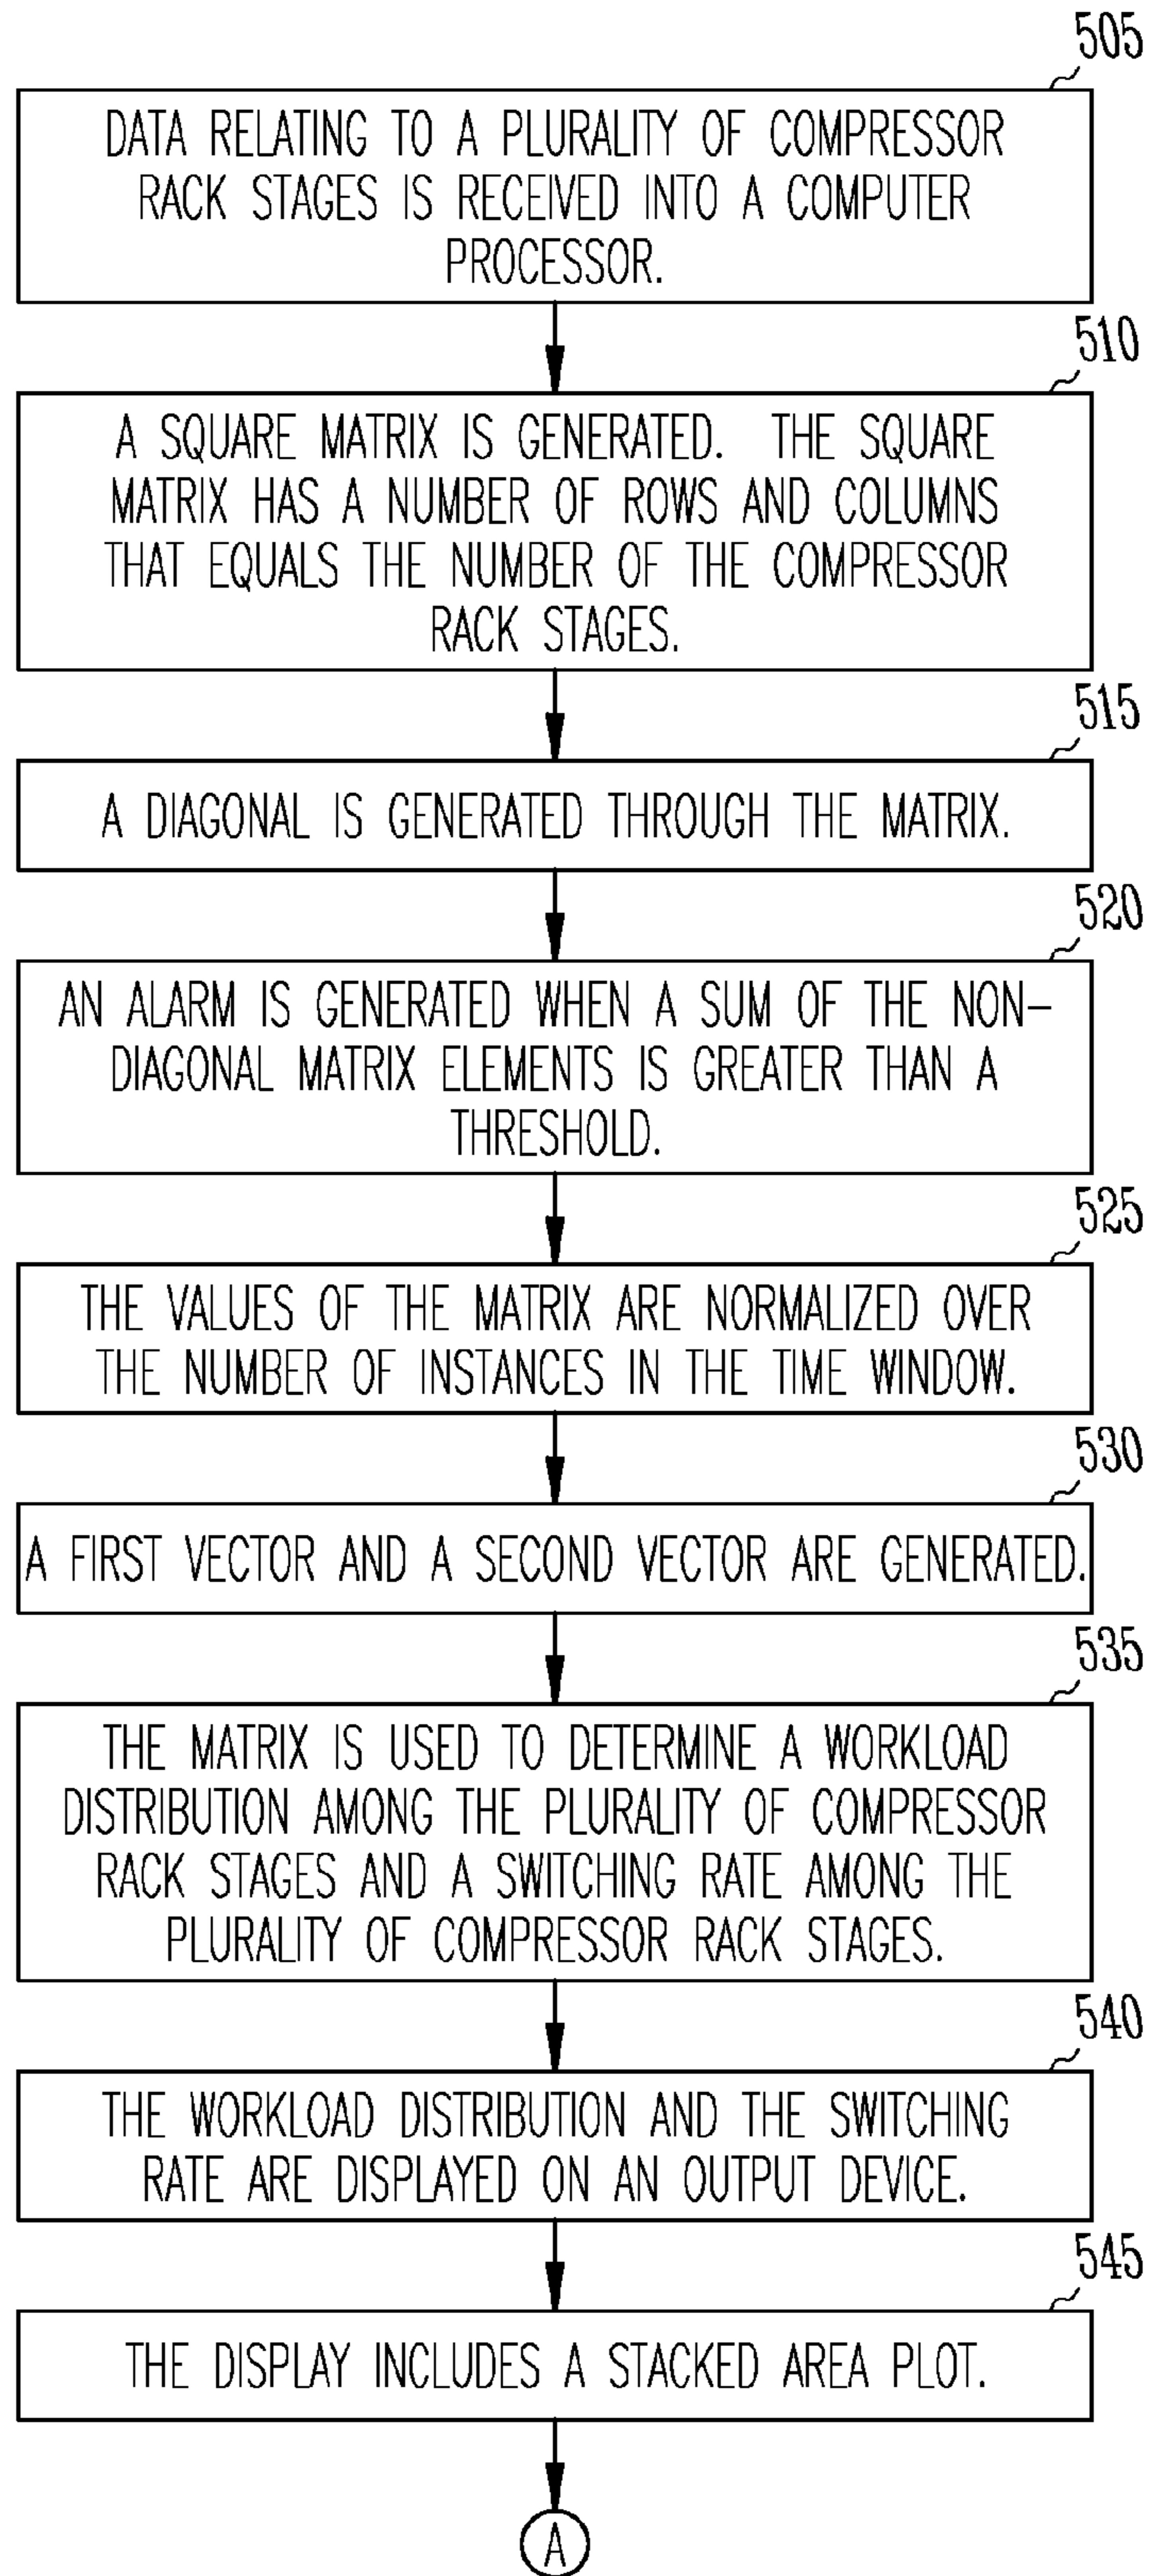 505
DATA RELATING TO A PLURALITY OF COMPRESSOR
RACK STAGES IS RECEIVED INTO A COMPUTER
PROCESSOR.
510
A SQUARE MATRIX IS GENERATED. THE SQUARE
MATRIX HAS A NUMBER OF ROWS AND COLUMNS
THAT EQUALS THE NUMBER OF THE COMPRESSOR
RACK STAGES.
515
A DIAGONAL IS GENERATED THROUGH THE MATRIX.
520
AN ALARM IS GENERATED WHEN A SUM OF THE NON-
DIAGONAL MATRIX ELEMENTS IS GREATER THAN A
THRESHOLD.
525
THE VALUES OF THE MATRIX ARE NORMALIZED OVER
THE NUMBER OF INSTANCES IN THE TIME WINDOW.
530
A FIRST VECTOR AND A SECOND VECTOR ARE GENERATED.
535
THE MATRIX IS USED TO DETERMINE A WORKLOAD
DISTRIBUTION AMONG THE PLURALITY OF COMPRESSOR
RACK STAGES AND A SWITCHING RATE AMONG THE
PLURALITY OF COMPRESSOR RACK STAGES.
540
THE WORKLOAD DISTRIBUTION AND THE SWITCHING
RATE ARE DISPLAYED ON AN OUTPUT DEVICE.
545
THE DISPLAY INCLUDES A STACKED AREA PLOT.
A